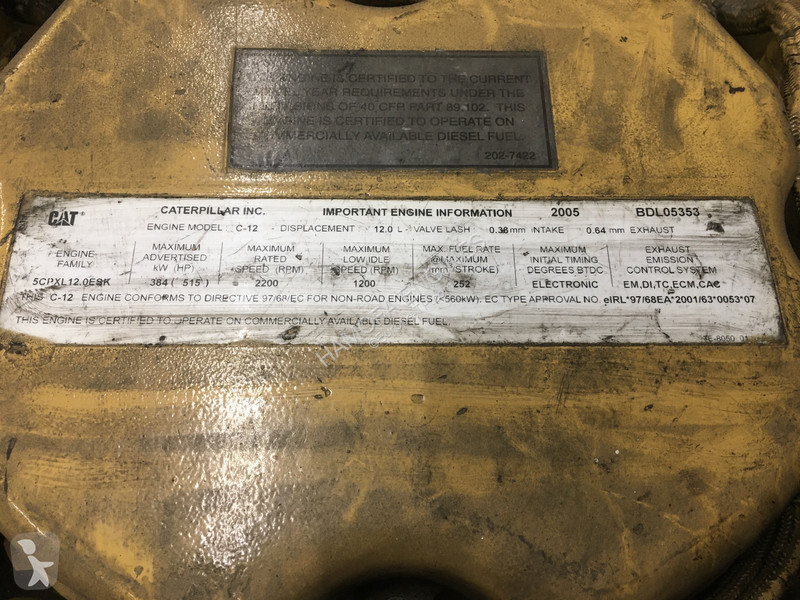 ENGINE IS CERTIFIED TO THE CURRENT
MODEL YEAR REQUIREMENTS UNDER THE
PROVISIONS OF 40 CFR PART 89.102. THIS
ENGINE IS CERTIFIED TO OPERATE ON
COMMERCIALLY AVAILABLE DIESEL FUEL.
202-7422
CAT® CATERPILLAR INC. IMPORTANT ENGINE INFORMATION 2005 BDL05353
ENGINE MODEL C-12 - DISPLACEMENT 12.0 L - VALVE LASH 0.38 mm INTAKE 0.64 mm EXHAUST
ENGINE FAMILY MAXIMUM ADVERTISED kW (HP) MAXIMUM RATED SPEED (RPM) MAXIMUM LOW IDLE SPEED (RPM) MAX. FUEL RATE @ MAXIMUM (mm³/STROKE) MAXIMUM INITIAL TIMING DEGREES BTDC EXHAUST EMISSION CONTROL SYSTEM
5CPXL12.0ESK 384 ( 515 ) 2200 1200 252 ELECTRONIC EM,DI,TC,ECM,CAC
THIS C-12 ENGINE CONFORMS TO DIRECTIVE 97/68/EC FOR NON-ROAD ENGINES (<560kW), EC TYPE APPROVAL NO. eIRL*97/68EA*2001/63*0053*07
THIS ENGINE IS CERTIFIED TO OPERATE ON COMMERCIALLY AVAILABLE DIESEL FUEL